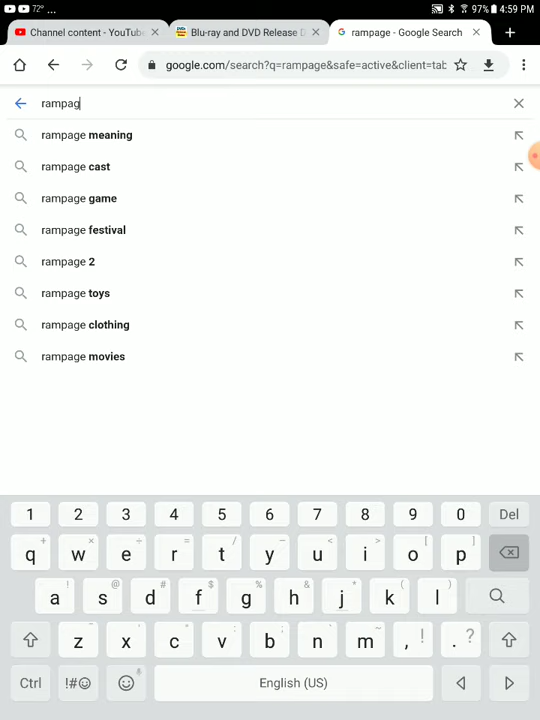 72° ... 97% 4:59 PM
Channel content - YouTub Blu-ray and DVD Release D rampage - Google Search
google.com/search?q=rampage&safe=active&client=tab
rampag
rampage meaning
rampage cast
rampage game
rampage festival
rampage 2
rampage toys
rampage clothing
rampage movies
1 2 3 4 5 6 7 8 9 0 Del
+ × ÷ = / _ < > [ ]
q w e r t y u i o p
! @ # $ % ^ & * ( )
a s d f g h j k l
- ' " : ; , ~ ! ?
z x c v b n m , .
Ctrl !#☺ English (US)